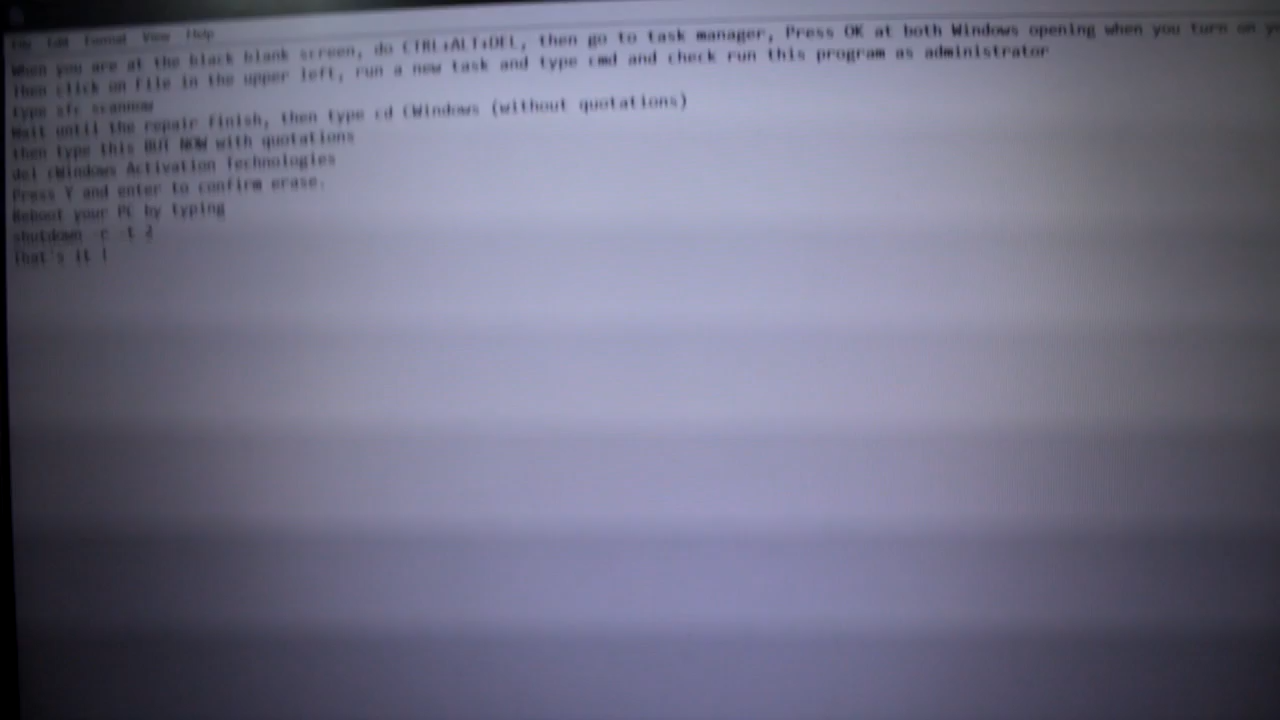 File Edit Format View Help
When you are at the black blank screen, do CTRL+ALT+DEL, then go to task manager, Press OK at both Windows opening when you turn on
Then click on file in the upper left, run a new task and type cmd and check run this program as administrator
Type sfc scannow
Wait until the repair finish, then type cd CWindows (without quotations)
then type this BUT NOW with quotations
del cWindows Activation Technologies
Press Y and enter to confirm erase.
Reboot your PC by typing
shutdown -r -t
That's it !